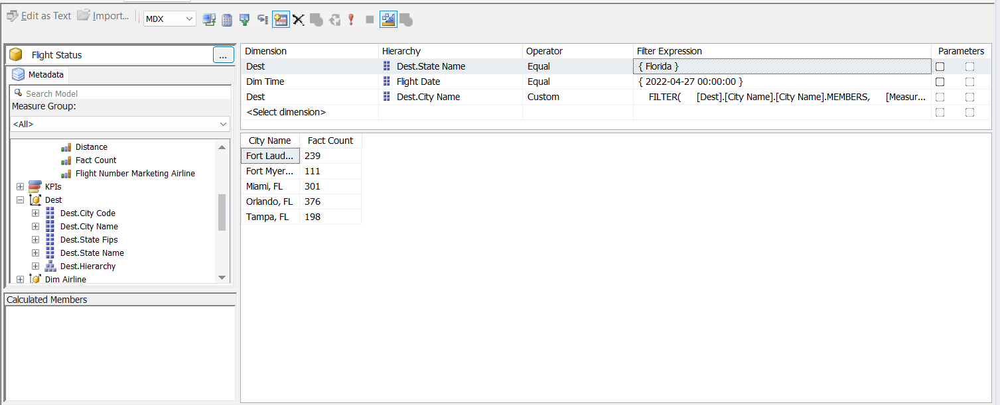 Edit as Text Import... MDX
Flight Status ...
Metadata
Search Model
Measure Group:
<All>
Distance
Fact Count
Flight Number Marketing Airline
KPIs
Dest
Dest.City Code
Dest.City Name
Dest.State Fips
Dest.State Name
Dest.Hierarchy
Dim Airline
Calculated Members
Dimension Hierarchy Operator Filter Expression Parameters
Dest Dest.State Name Equal { Florida }
Dim Time Flight Date Equal { 2022-04-27 00:00:00 }
Dest Dest.City Name Custom FILTER( [Dest].[City Name].[City Name].MEMBERS, [Measur...
<Select dimension>
City Name Fact Count
Fort Laud... 239
Fort Myer... 111
Miami, FL 301
Orlando, FL 376
Tampa, FL 198